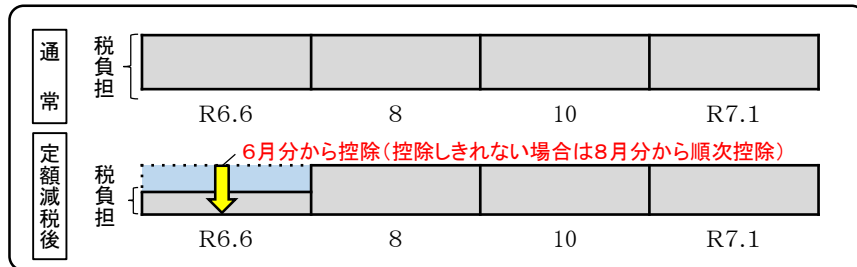 通常
税負担
R6.6 8 10 R7.1
定額減税後
税負担
6月分から控除(控除しきれない場合は8月分から順次控除)
R6.6 8 10 R7.1